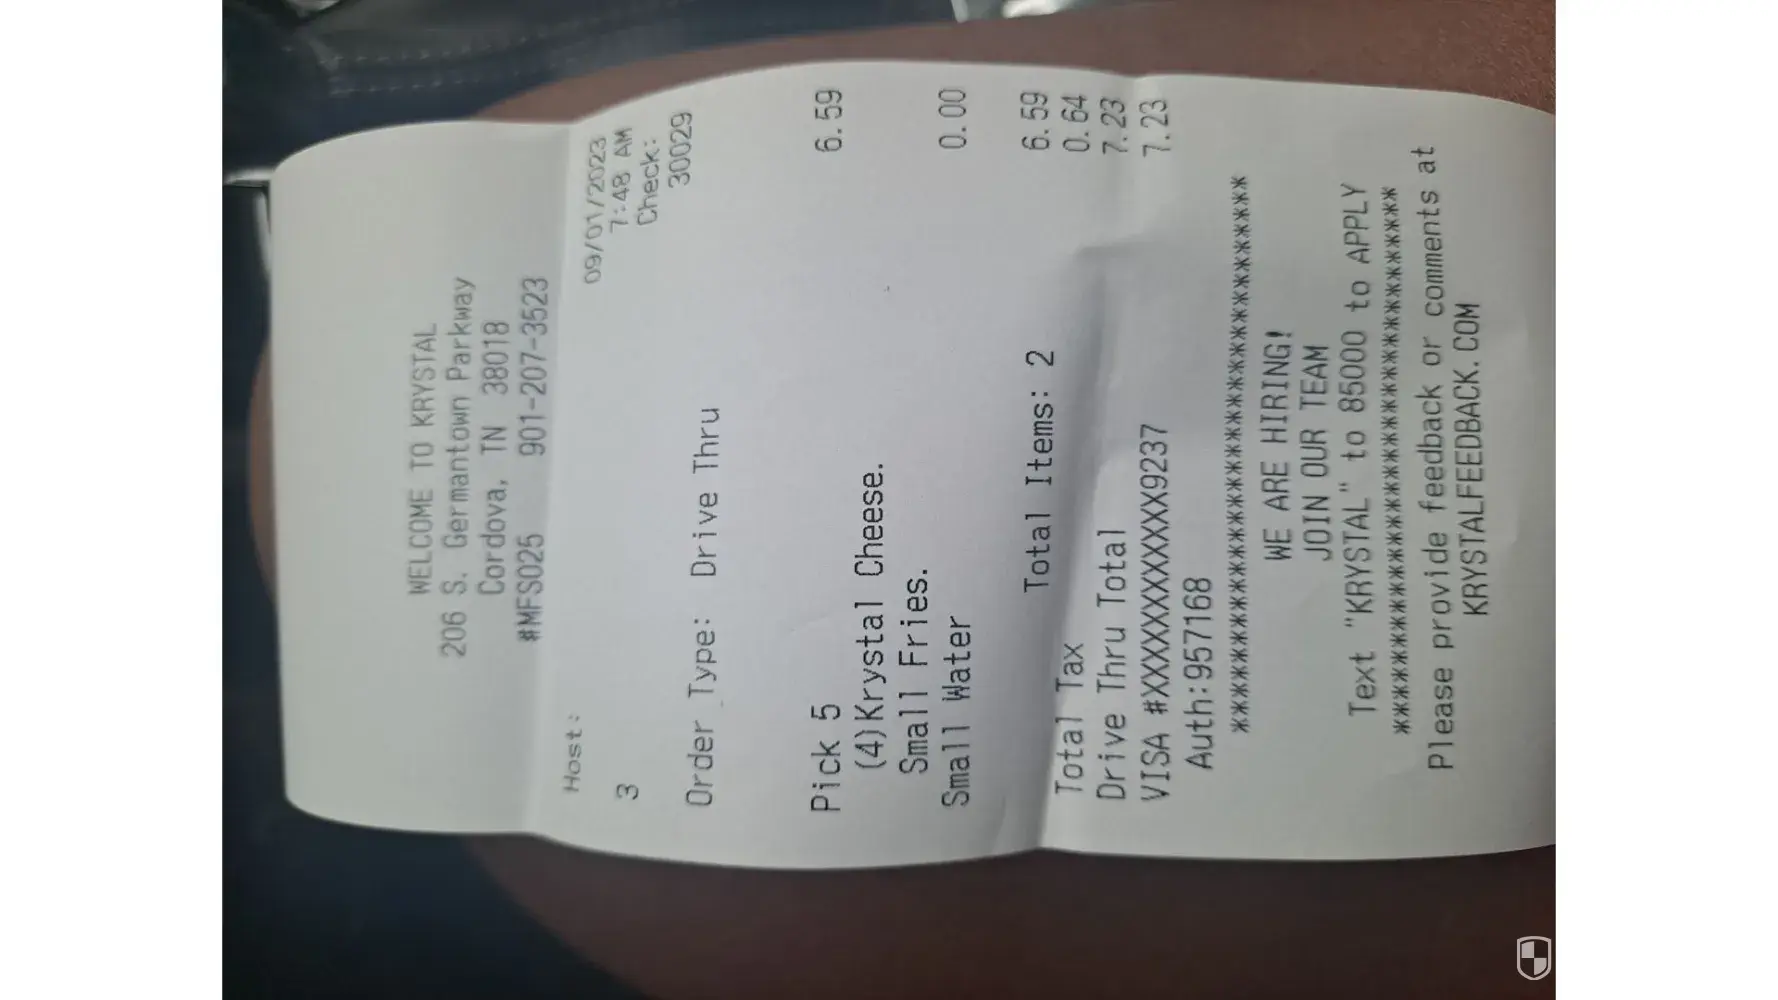 WELCOME TO KRYSTAL
206 S. Germantown Parkway
Cordova, TN 38018
#MFS025 901-207-3523
Host: 09/01/2023
3 7:48 AM
Check:
30029
Order Type: Drive Thru
Pick 5 6.59
(4)Krystal Cheese.
Small Fries.
Small Water 0.00
Total Items: 2 6.59
Total Tax 0.64
Drive Thru Total 7.23
VISA #XXXXXXXXXXXX9237 7.23
Auth:957168
****************************************
WE ARE HIRING!
JOIN OUR TEAM
Text "KRYSTAL" to 85000 to APPLY
****************************************
Please provide feedback or comments at
KRYSTALFEEDBACK.COM